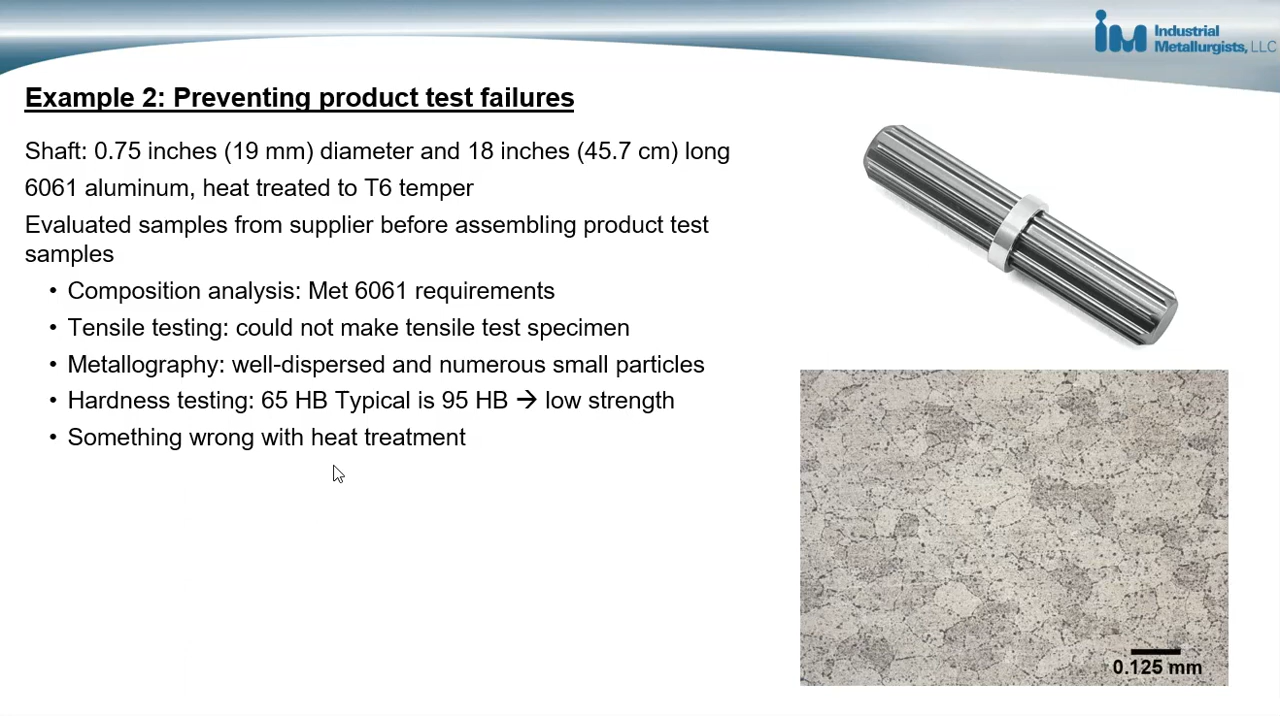 Industrial
Metallurgists, LLC
Example 2: Preventing product test failures
Shaft: 0.75 inches (19 mm) diameter and 18 inches (45.7 cm) long
6061 aluminum, heat treated to T6 temper
Evaluated samples from supplier before assembling product test
samples
• Composition analysis: Met 6061 requirements
• Tensile testing: could not make tensile test specimen
• Metallography: well-dispersed and numerous small particles
• Hardness testing: 65 HB Typical is 95 HB → low strength
• Something wrong with heat treatment
0.125 mm